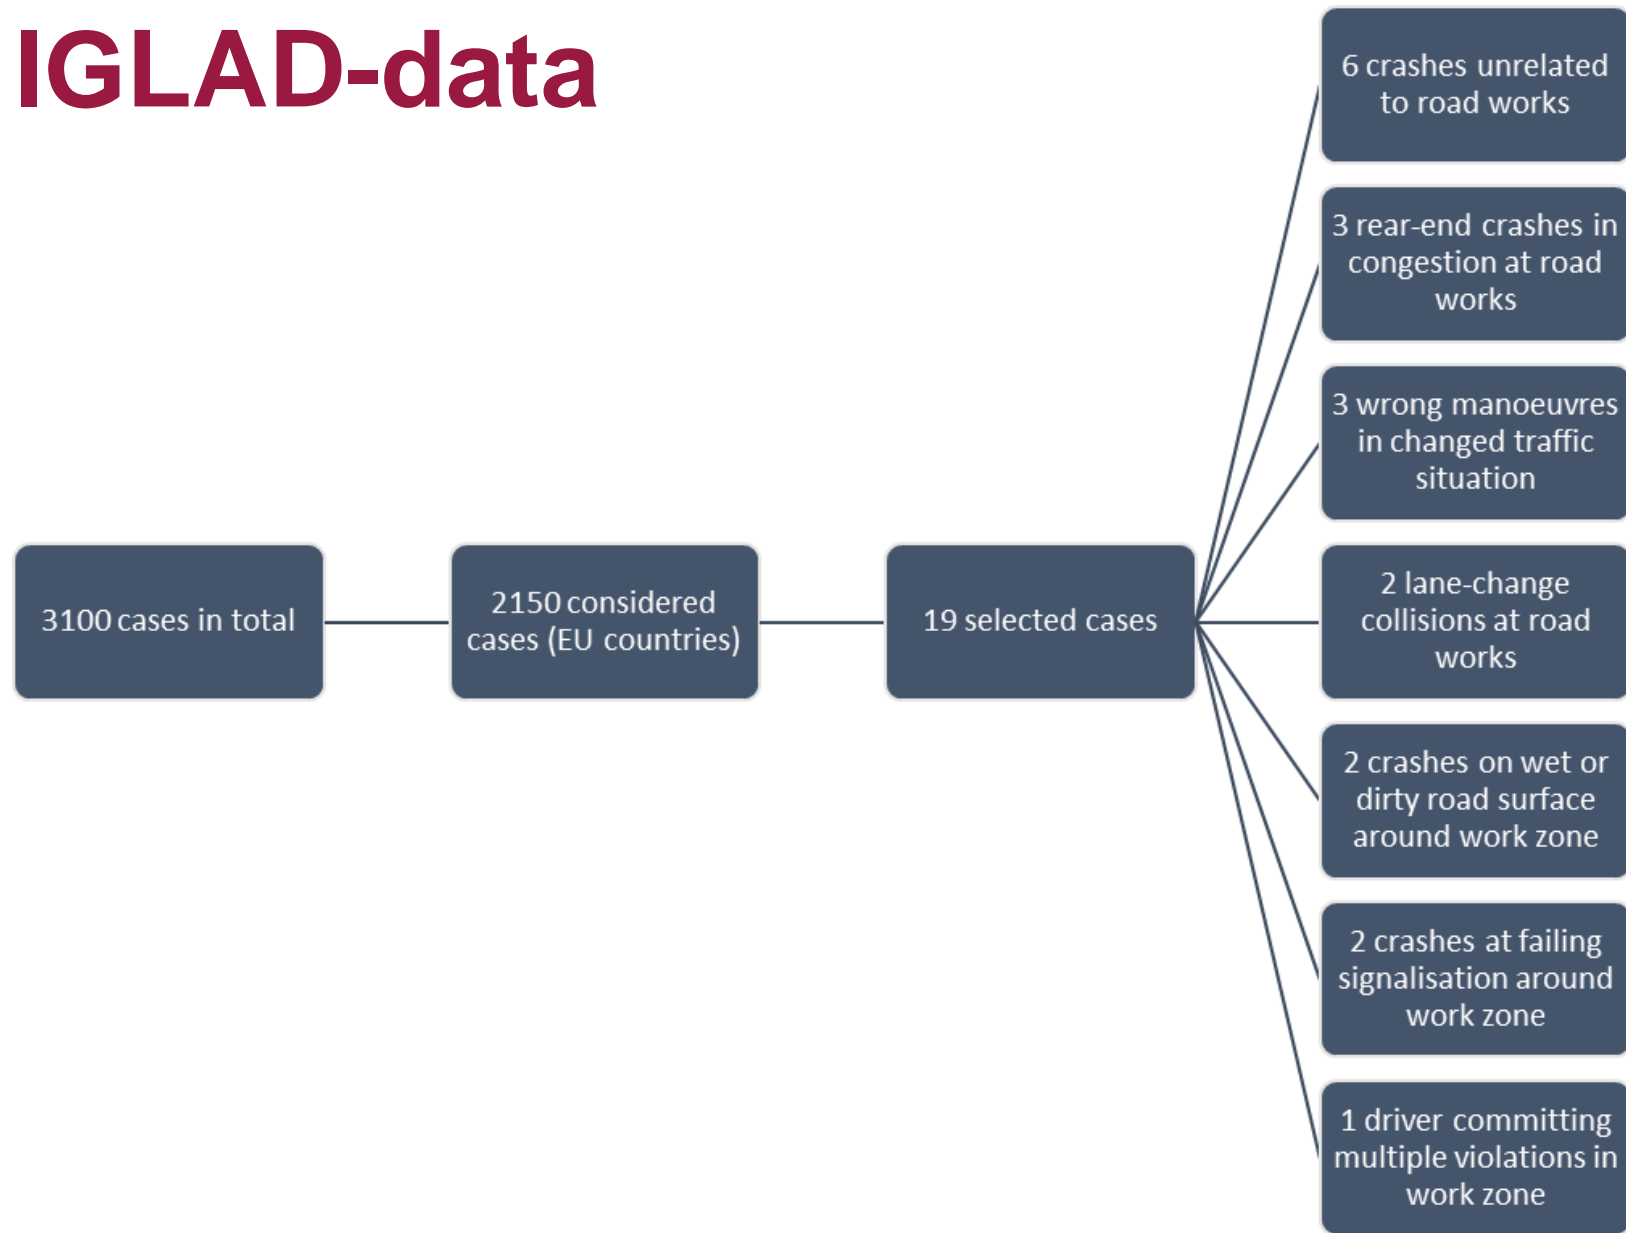 IGLAD-data
3100 cases in total
2150 considered
cases (EU countries)
19 selected cases
6 crashes unrelated
to road works
3 rear-end crashes in
congestion at road
works
3 wrong manoeuvres
in changed traffic
situation
2 lane-change
collisions at road
works
2 crashes on wet or
dirty road surface
around work zone
2 crashes at failing
signalisation around
work zone
1 driver committing
multiple violations in
work zone